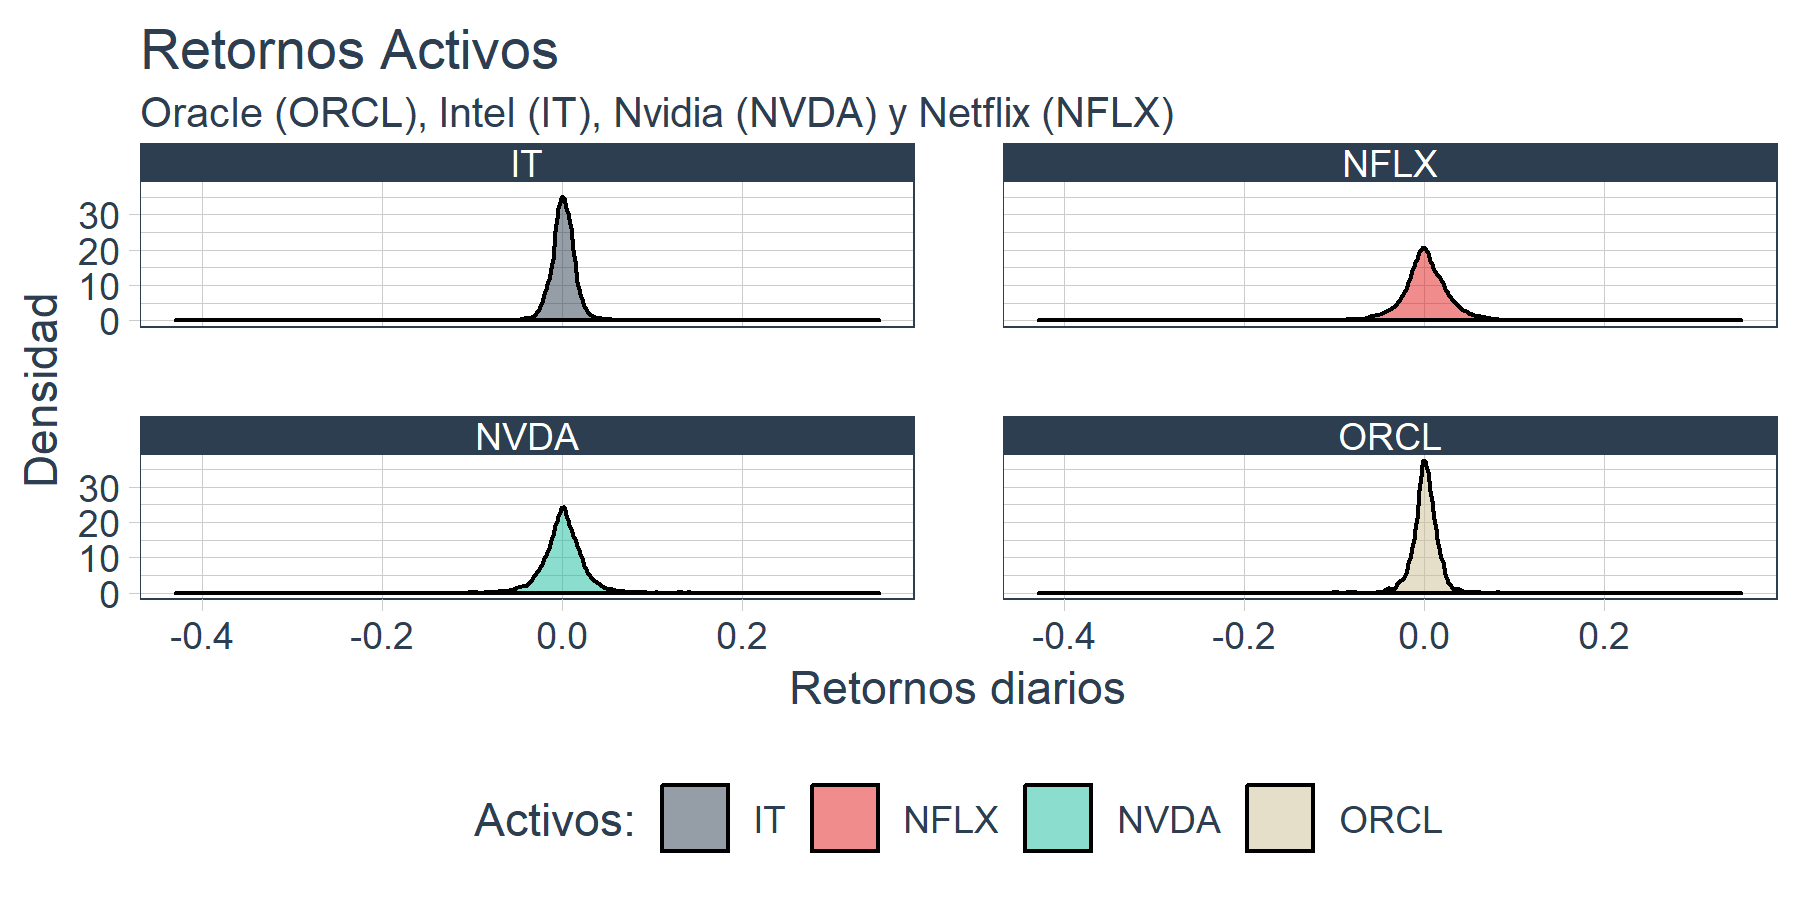 Retornos Activos
Oracle (ORCL), Intel (IT), Nvidia (NVDA) y Netflix (NFLX)
IT
NFLX
30
20
10
0
Densidad
NVDA
ORCL
30
20
10
0
-0.4 -0.2 0.0 0.2
-0.4 -0.2 0.0 0.2
Retornos diarios
Activos: IT NFLX NVDA ORCL